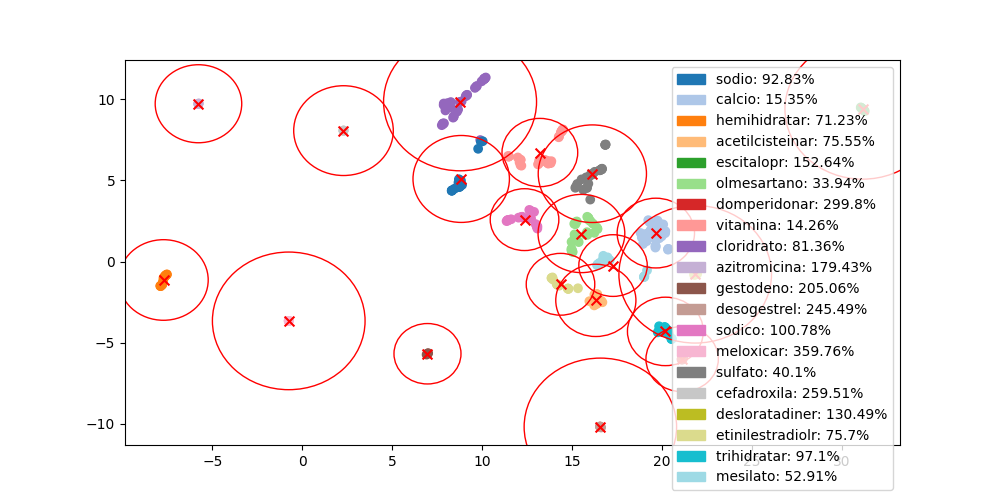 sodio: 92.83%
calcio: 15.35%
hemihidratar: 71.23%
acetilcisteinar: 75.55%
escitalopr: 152.64%
olmesartano: 33.94%
domperidonar: 299.8%
vitamina: 14.26%
cloridrato: 81.36%
azitromicina: 179.43%
gestodeno: 205.06%
desogestrel: 245.49%
sodico: 100.78%
meloxicar: 359.76%
sulfato: 40.1%
cefadroxila: 259.51%
desloratadiner: 130.49%
etinilestradiolr: 75.7%
trihidratar: 97.1%
mesilato: 52.91%
10
5
0
−5
−10
−5 0 5 10 15 20 25 30